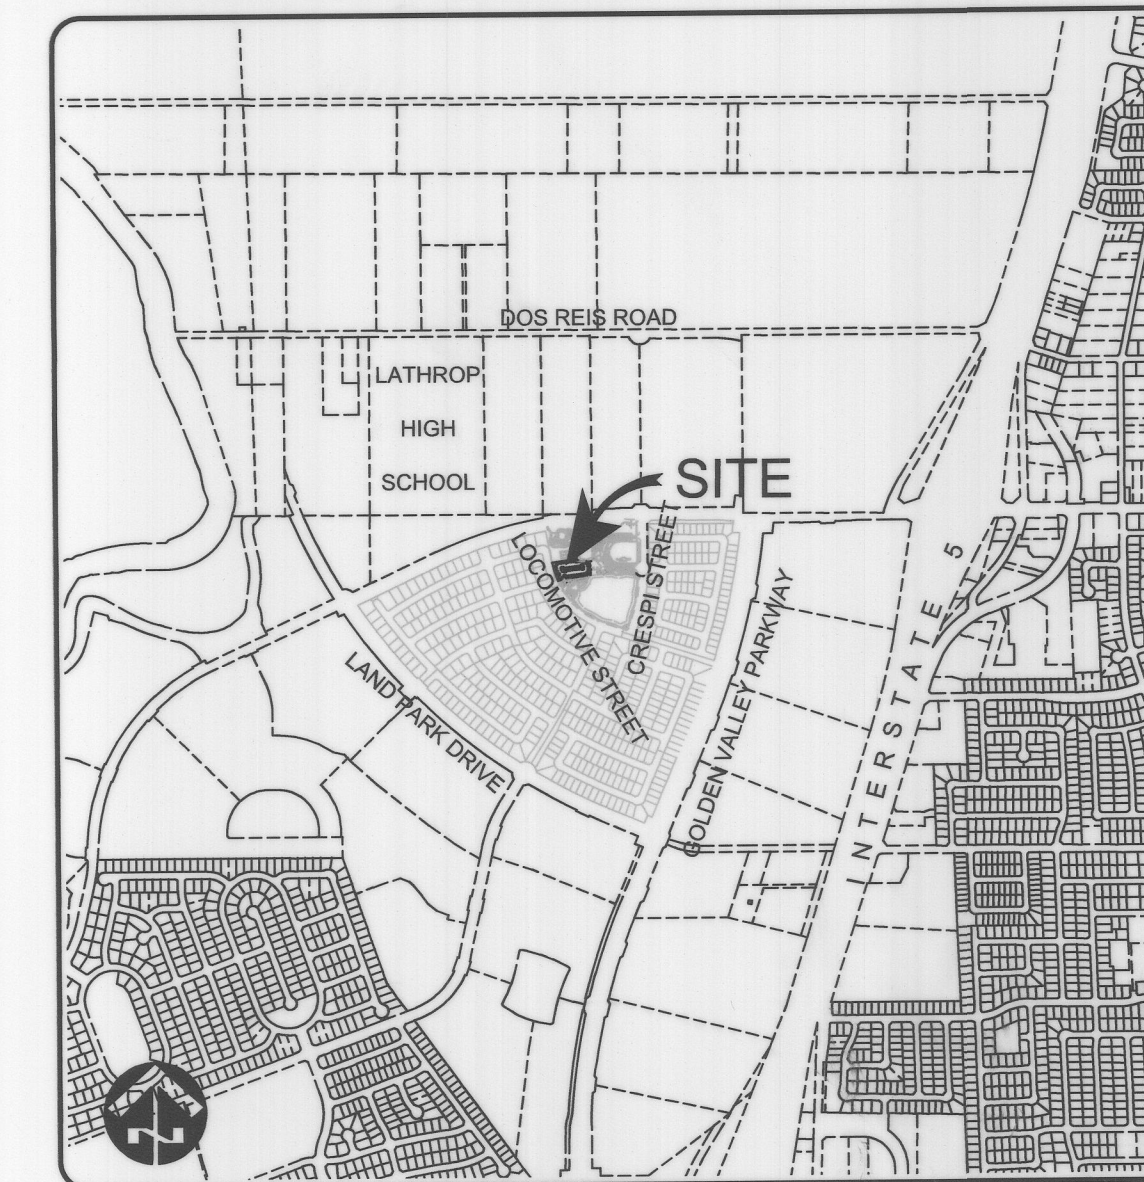 DOS REIS ROAD
LATHROP
HIGH
SCHOOL
SITE
LOCOMOTIVE STREET
CRESPI STREET
LAND PARK DRIVE
GOLDEN VALLEY PARKWAY
INTERSTATE 5
N